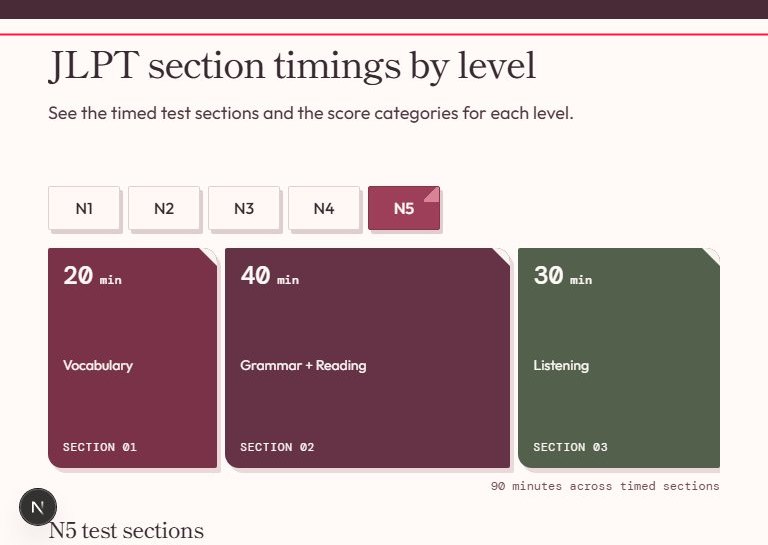 JLPT section timings by level
See the timed test sections and the score categories for each level.
N1 N2 N3 N4 N5
20 min 40 min 30 min
Vocabulary Grammar + Reading Listening
SECTION 01 SECTION 02 SECTION 03
90 minutes across timed sections
N
N5 test sections